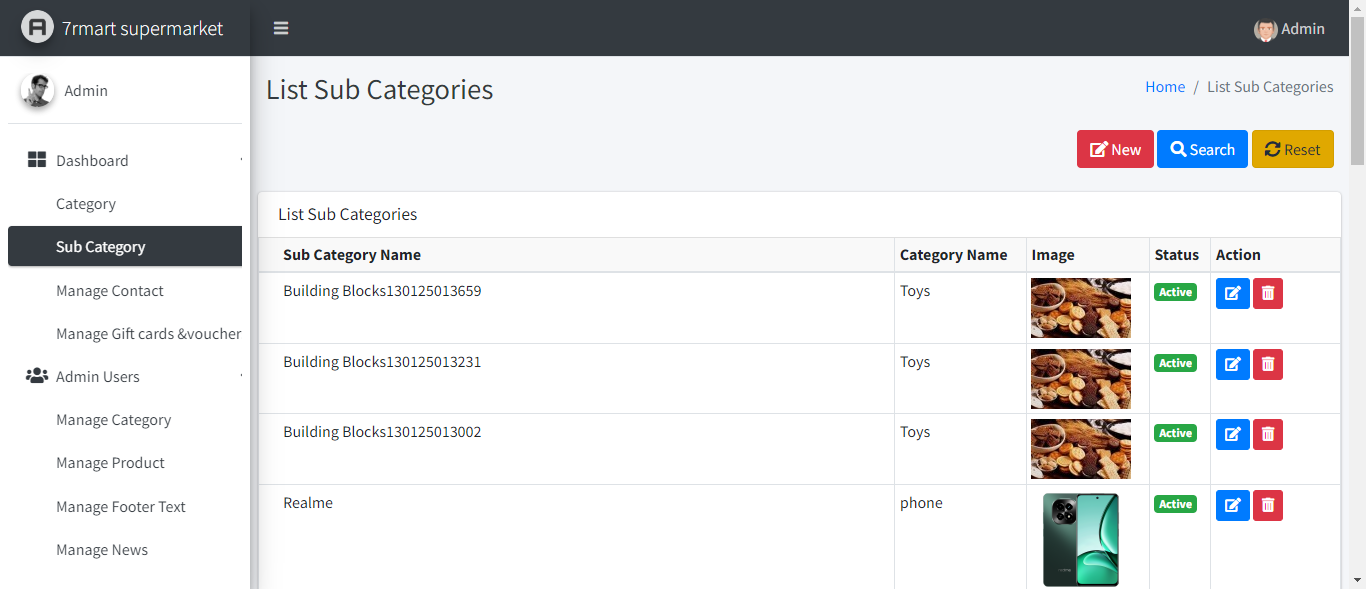 7rmart supermarket
Admin
Admin
List Sub Categories
Home / List Sub Categories
Dashboard
Category
Sub Category
Manage Contact
Manage Gift cards &voucher
Admin Users
Manage Category
Manage Product
Manage Footer Text
Manage News
New Search Reset
List Sub Categories
Sub Category Name Category Name Image Status Action
Building Blocks130125013659 Toys Active
Building Blocks130125013231 Toys Active
Building Blocks130125013002 Toys Active
Realme phone Active